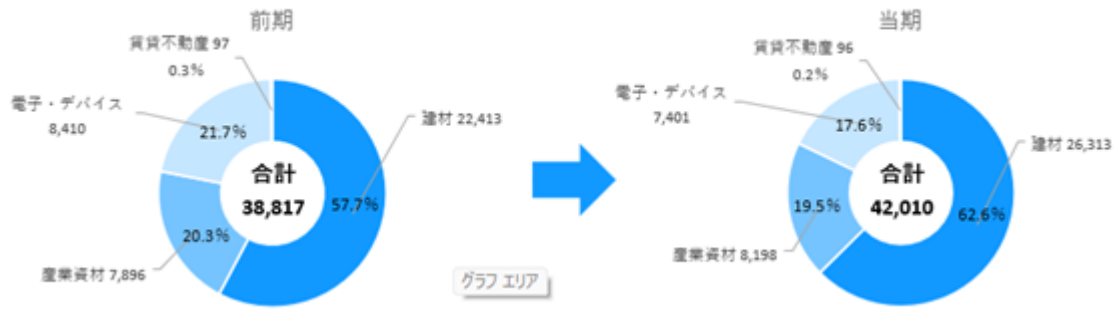 前期
賃貸不動産 97
0.3%
電子・デバイス
8,410
21.7%
建材 22,413
合計
38,817
57.7%
20.3%
産業資材 7,896
グラフ エリア
当期
賃貸不動産 96
0.2%
電子・デバイス
7,401
17.6%
建材 26,313
合計
42,010
19.5%
62.6%
産業資材 8,198